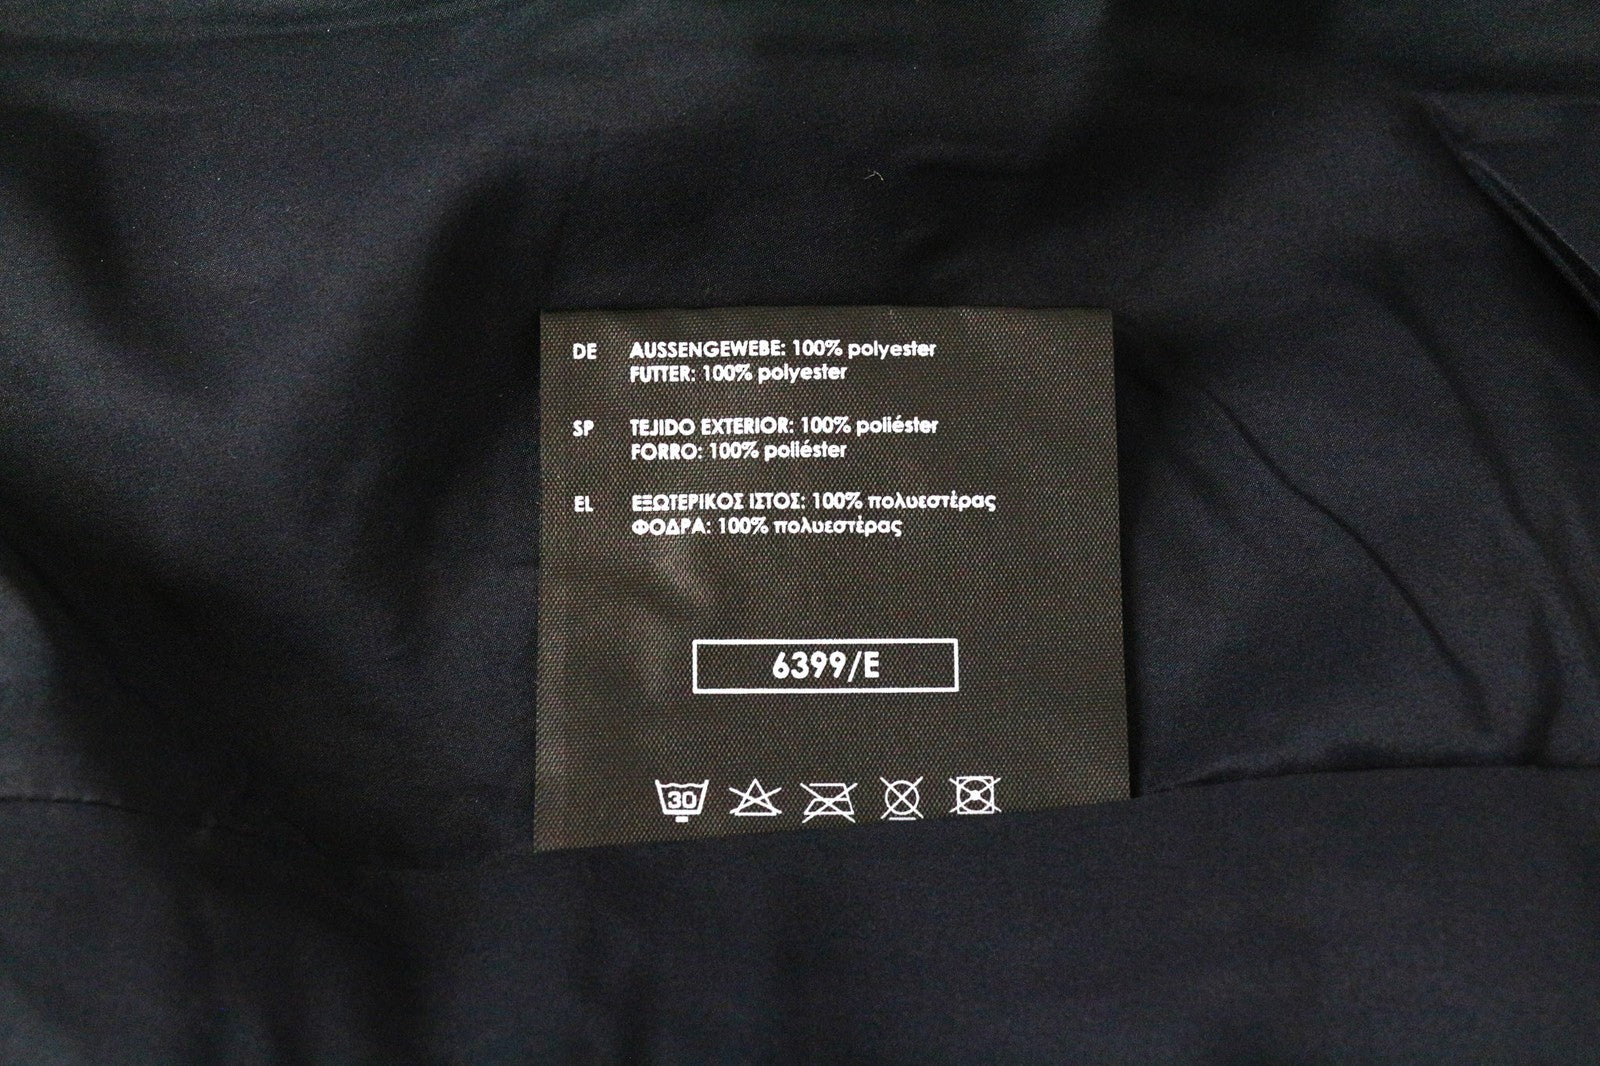 DE AUSSENGEWEBE: 100% polyester
FUTTER: 100% polyester
SP TEJIDO EXTERIOR: 100% poliéster
FORRO: 100% poliéster
EL ΕΞΩΤΕΡΙΚΟΣ ΙΣΤΟΣ: 100% πολυεστέρας
ΦΟΔΡΑ: 100% πολυεστέρας
6399/E
30